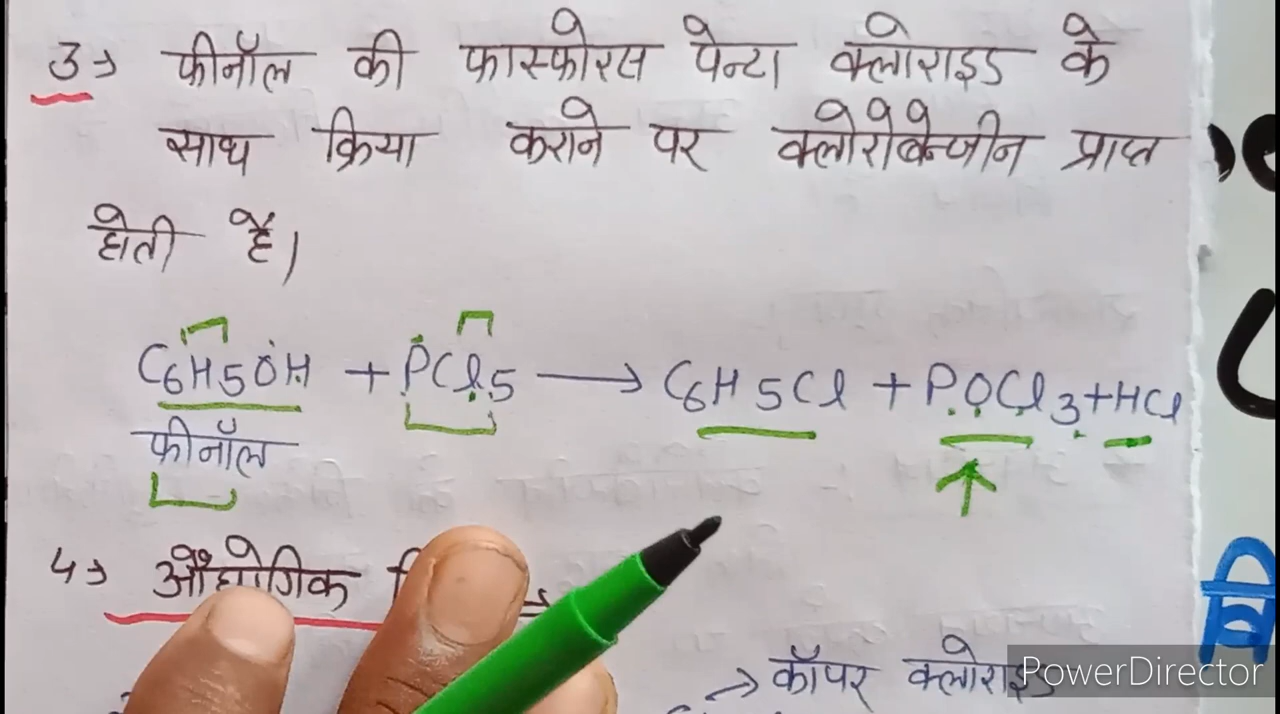 3→ फीनॉल की फास्फोरस पेन्टा क्लोराइड के
साथ क्रिया कराने पर क्लोरोबेन्जीन प्राप्त
होती है।
C6H5OH + PCl5 → C6H5Cl + POCl3 + HCl
फीनॉल
4→ औद्योगिक
→ कॉपर क्लोराइड
PowerDirector